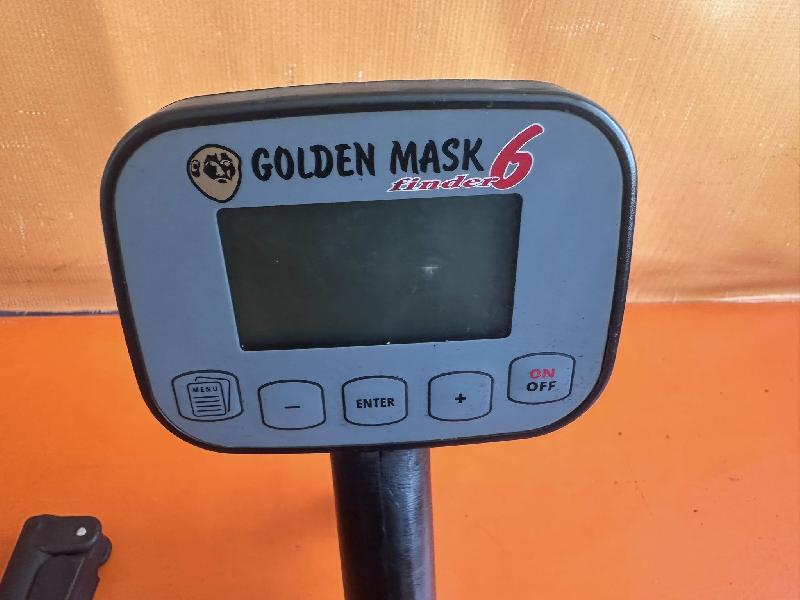 GOLDEN MASK 6
finder
MENU
−
ENTER
+
ON
OFF